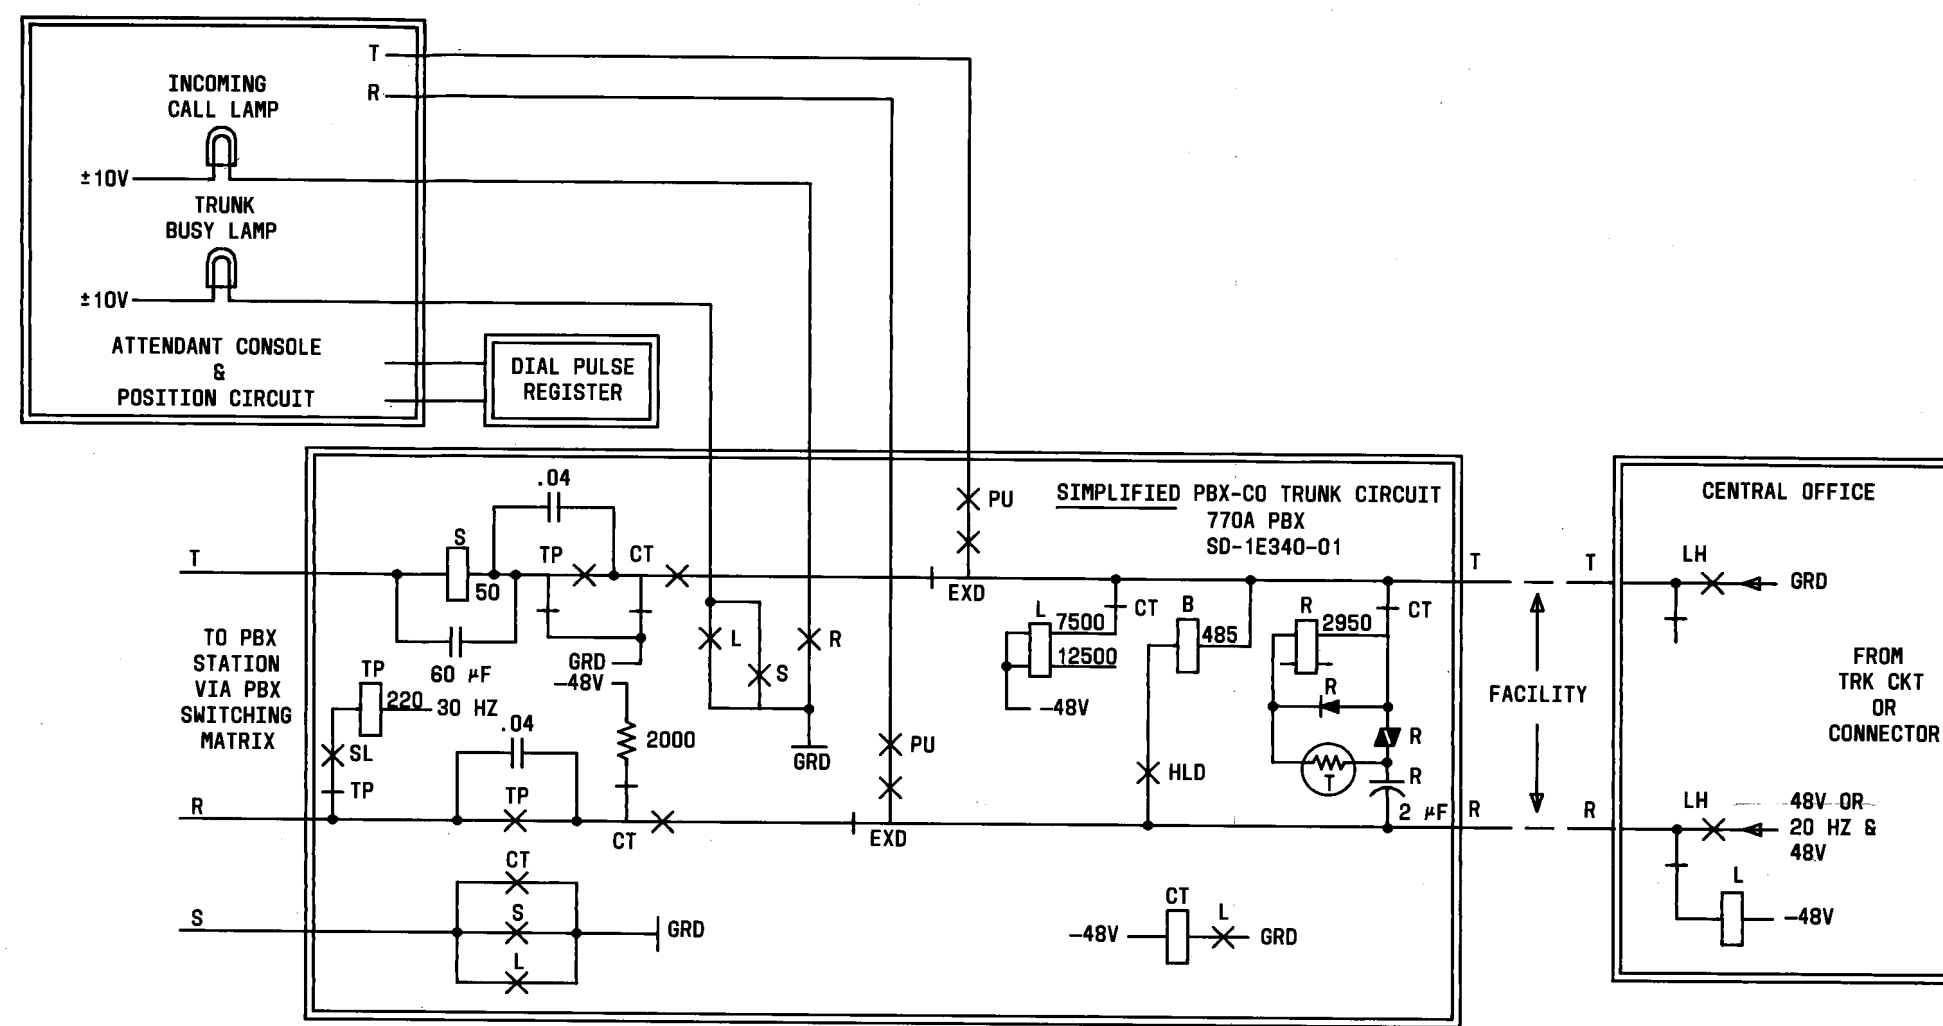 T
R
INCOMING
CALL LAMP
±10V
TRUNK
BUSY LAMP
±10V
ATTENDANT CONSOLE
&
POSITION CIRCUIT
DIAL PULSE
REGISTER
SIMPLIFIED PBX-CO TRUNK CIRCUIT
770A PBX
SD-1E340-01
T
TO PBX
STATION
VIA PBX
SWITCHING
MATRIX
R
S
.04
S
50
TP
CT
60 µF
GRD
-48V
TP
220
30 HZ
SL
TP
.04
TP
2000
CT
CT
S
L
GRD
L
S
R
GRD
PU
PU
EXD
EXD
L
7500
12500
-48V
CT
B
485
HLD
R
2950
CT
R
R
T
R
2 µF
-48V
CT
L
GRD
T
T
FACILITY
R
R
CENTRAL OFFICE
LH
GRD
FROM
TRK CKT
OR
CONNECTOR
LH
48V OR
20 HZ &
48V
L
-48V